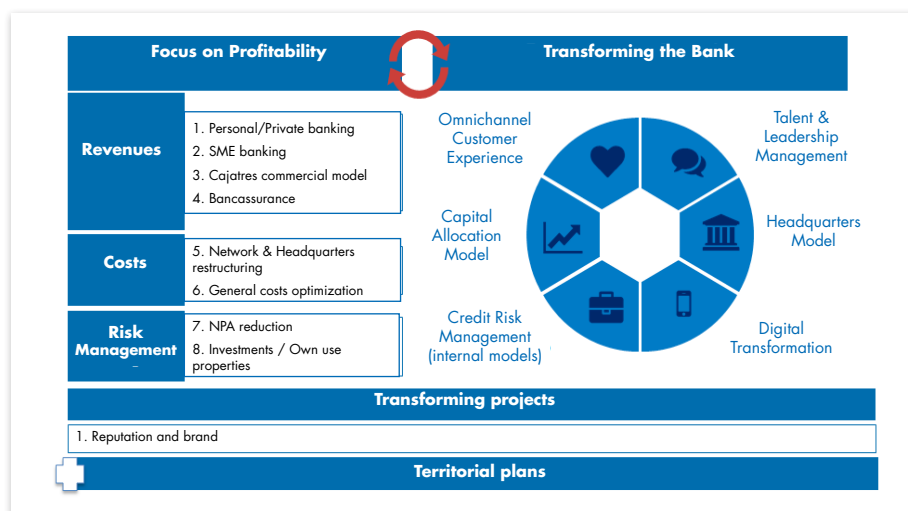 Focus on Profitability
Transforming the Bank
Revenues
1. Personal/Private banking
2. SME banking
3. Cajatres commercial model
4. Bancassurance
Costs
5. Network & Headquarters
restructuring
6. General costs optimization
Risk
Management
7. NPA reduction
8. Investments / Own use
properties
Omnichannel
Customer
Experience
Capital
Allocation
Model
Credit Risk
Management
(internal models)
Talent &
Leadership
Management
Headquarters
Model
Digital
Transformation
Transforming projects
1. Reputation and brand
Territorial plans